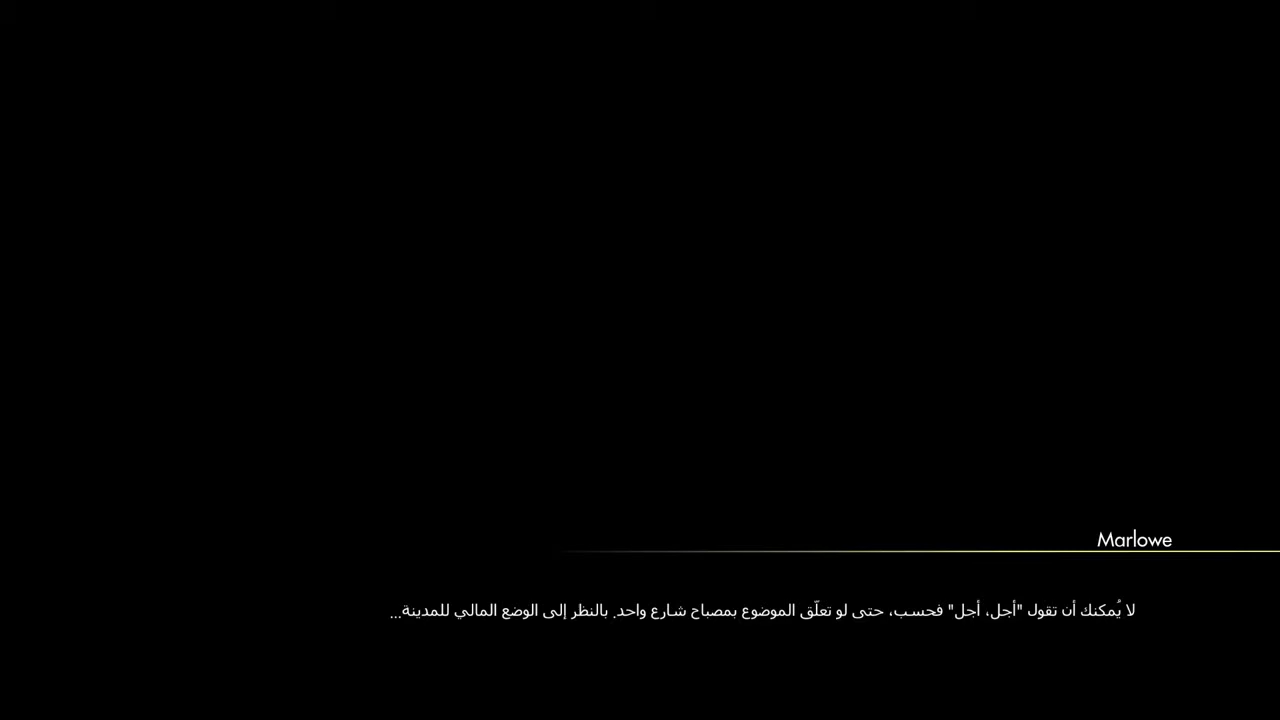 Marlowe
لا يُمكنك أن تقول "أجل، أجل" فحسب، حتى لو تعلّق الموضوع بمصباح شارع واحد. بالنظر إلى الوضع المالي للمدينة...